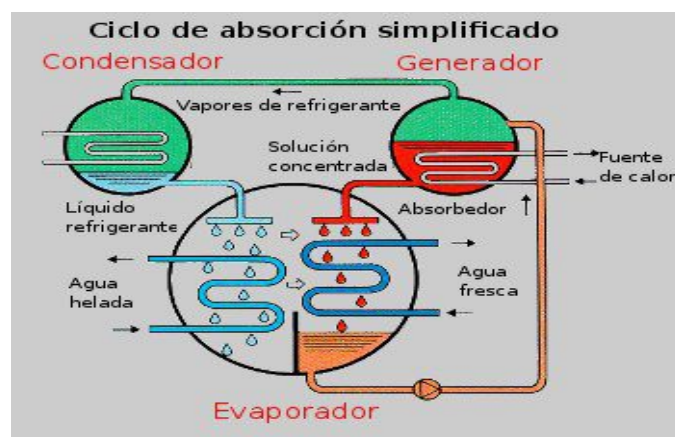 Ciclo de absorción simplificado
Condensador
Generador
Vapores de refrigerante
Solución
concentrada
Fuente
de calor
Líquido
refrigerante
Absorbedor
Agua
helada
Agua
fresca
Evaporador